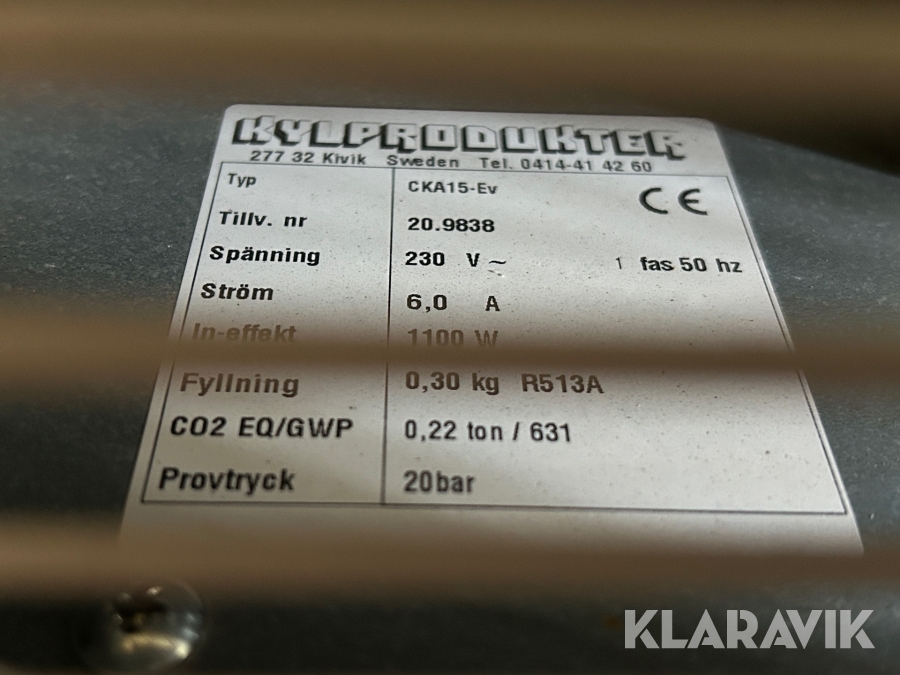 KYLPRODUKTER
277 32 Kivik Sweden Tel. 0414-41 42 60
Typ CKA15-Ev CE
Tillv. nr 20.9838
Spänning 230 V ~ 1 fas 50 hz
Ström 6,0 A
In-effekt 1100 W
Fyllning 0,30 kg R513A
CO2 EQ/GWP 0,22 ton / 631
Provtryck 20bar
KLARAVIK